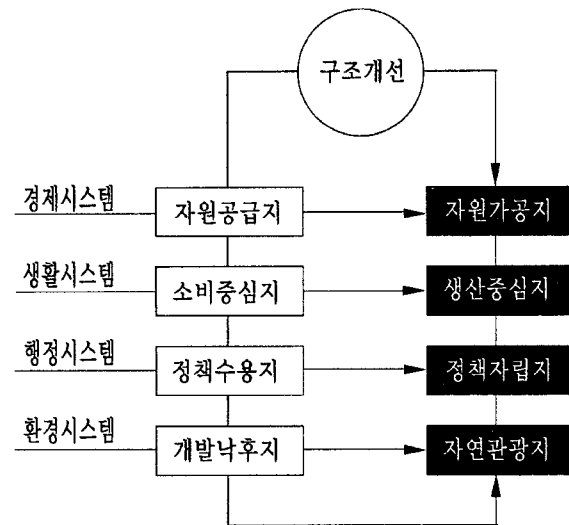 구조개선
경제시스템 자원공급지 자원가공지
생활시스템 소비중심지 생산중심지
행정시스템 정책수용지 정책자립지
환경시스템 개발낙후지 자연관광지